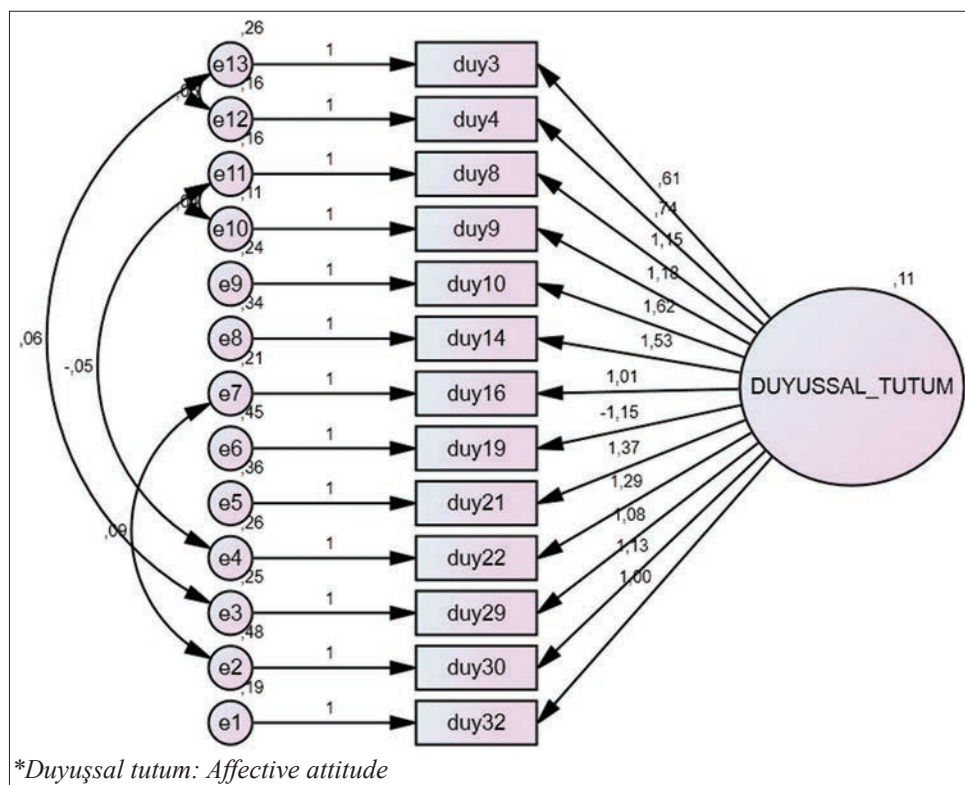 ,26
e13 1 duy3
,16
e12 1 duy4
,16
e11 1 duy8
,11
e10 1 duy9
,24
e9 1 duy10
,34
e8 1 duy14
,21
e7 1 duy16
,45
e6 1 duy19
,36
e5 1 duy21
,26
e4 1 duy22
,25
e3 1 duy29
,48
e2 1 duy30
,19
e1 1 duy32
,06
-,05
,09
,61
,74
1,15
1,18
1,62
1,53
1,01
-1,15
1,37
1,29
1,08
1,13
1,00
,11
DUYUSSAL_TUTUM
*Duyuşsal tutum: Affective attitude